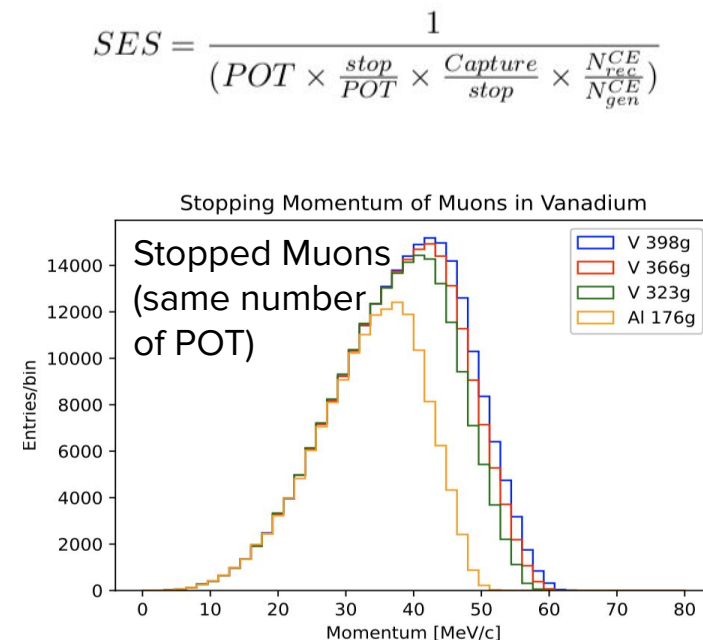 SES = 1 / (POT × stop/POT × Capture/stop × N_rec^CE/N_gen^CE)
Stopping Momentum of Muons in Vanadium
Stopped Muons
(same number
of POT)
V 398g
V 366g
V 323g
Al 176g
Entries/bin
14000
12000
10000
8000
6000
4000
2000
0
0 10 20 30 40 50 60 70 80
Momentum [MeV/c]